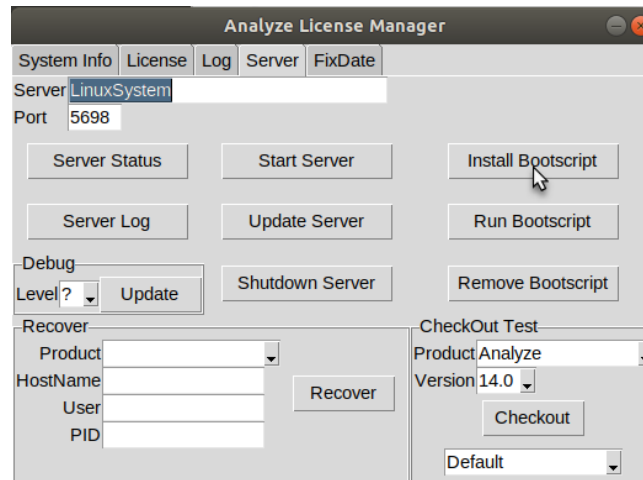 Analyze License Manager
System Info License Log Server FixDate
Server LinuxSystem
Port 5698
Server Status Start Server Install Bootscript
Server Log Update Server Run Bootscript
Debug
Level ? Update Shutdown Server Remove Bootscript
Recover CheckOut Test
Product Product Analyze
HostName Version 14.0
Recover
User Checkout
PID
Default